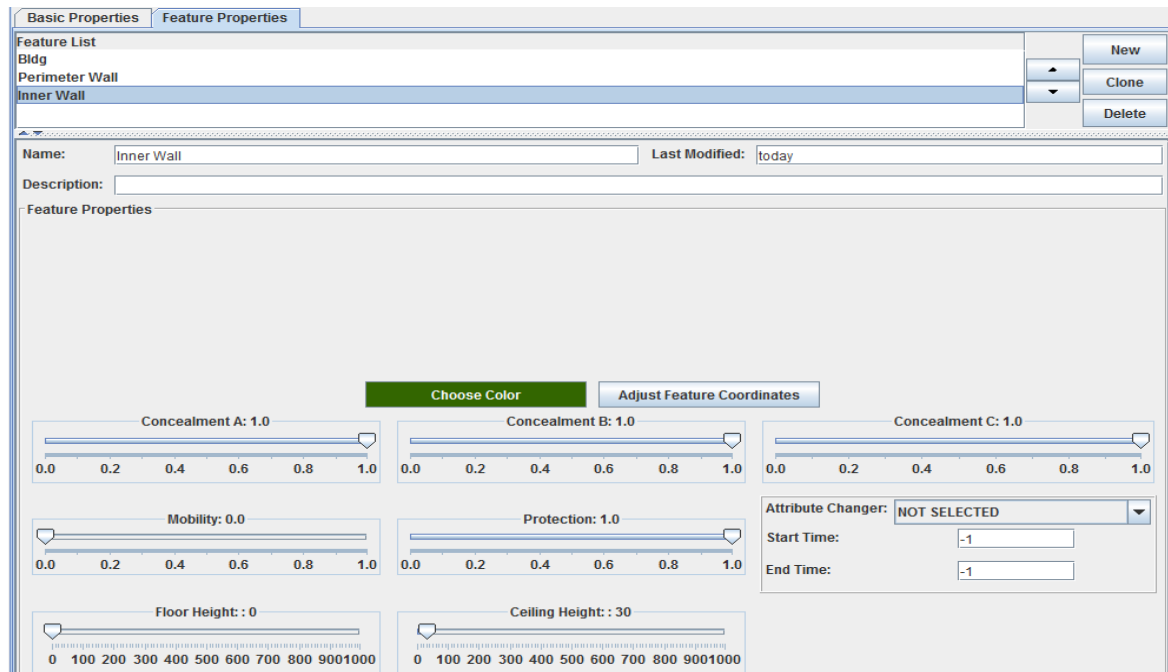 Basic Properties Feature Properties
Feature List
New
Bldg
Perimeter Wall
Clone
Inner Wall
Delete
Name: Inner Wall Last Modified: today
Description:
Feature Properties
Choose Color Adjust Feature Coordinates
Concealment A: 1.0 Concealment B: 1.0 Concealment C: 1.0
0.0 0.2 0.4 0.6 0.8 1.0 0.0 0.2 0.4 0.6 0.8 1.0 0.0 0.2 0.4 0.6 0.8 1.0
Attribute Changer: NOT SELECTED
Mobility: 0.0 Protection: 1.0
Start Time: -1
0.0 0.2 0.4 0.6 0.8 1.0 0.0 0.2 0.4 0.6 0.8 1.0
End Time: -1
Floor Height: : 0 Ceiling Height: : 30
0 100 200 300 400 500 600 700 800 9001000 0 100 200 300 400 500 600 700 800 9001000